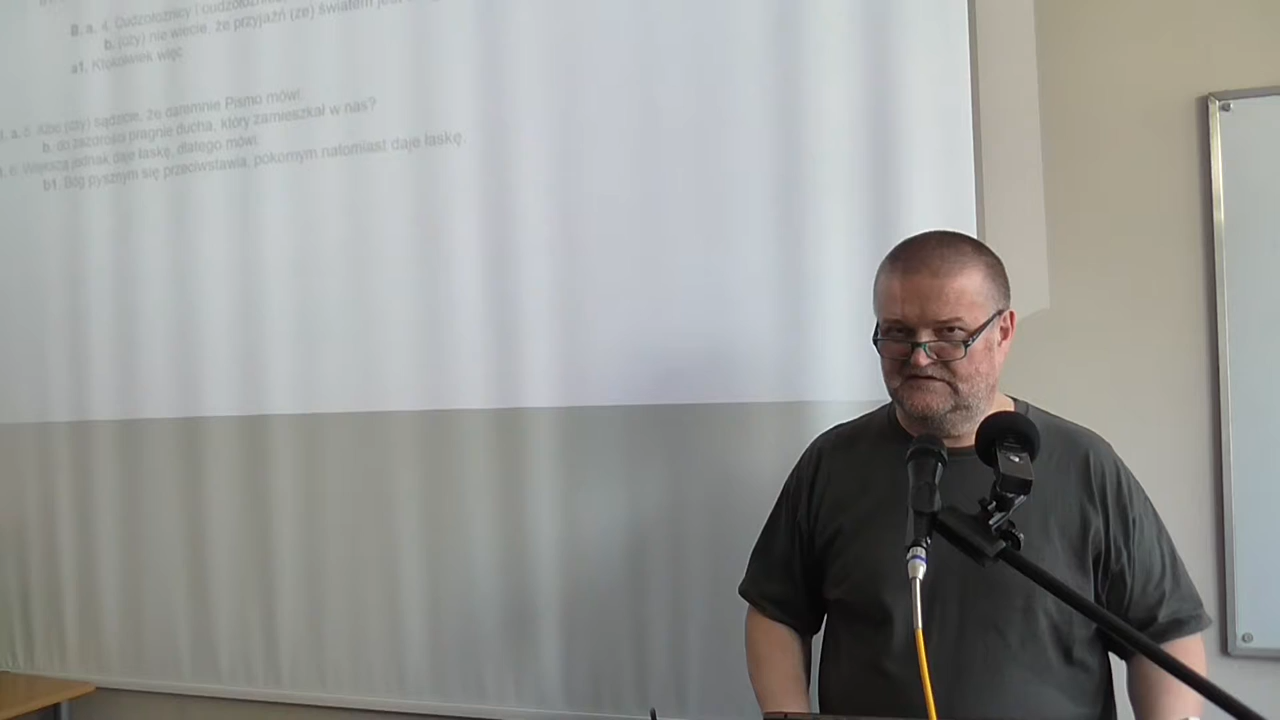 B. a. 4. Cudzołożnicy i cudzołożnice,
b. (czy) nie wiecie, że przyjaźń (ze) światem jest
a1. Ktokolwiek więc
a. 5. Albo (czy) sądzicie, że daremnie Pismo mówi:
b. do zazdrości pragnie ducha, który zamieszkał w nas?
6. Większą jednak daje łaskę, dlatego mówi:
b1. Bóg pysznym się przeciwstawia, pokornym natomiast daje łaskę.